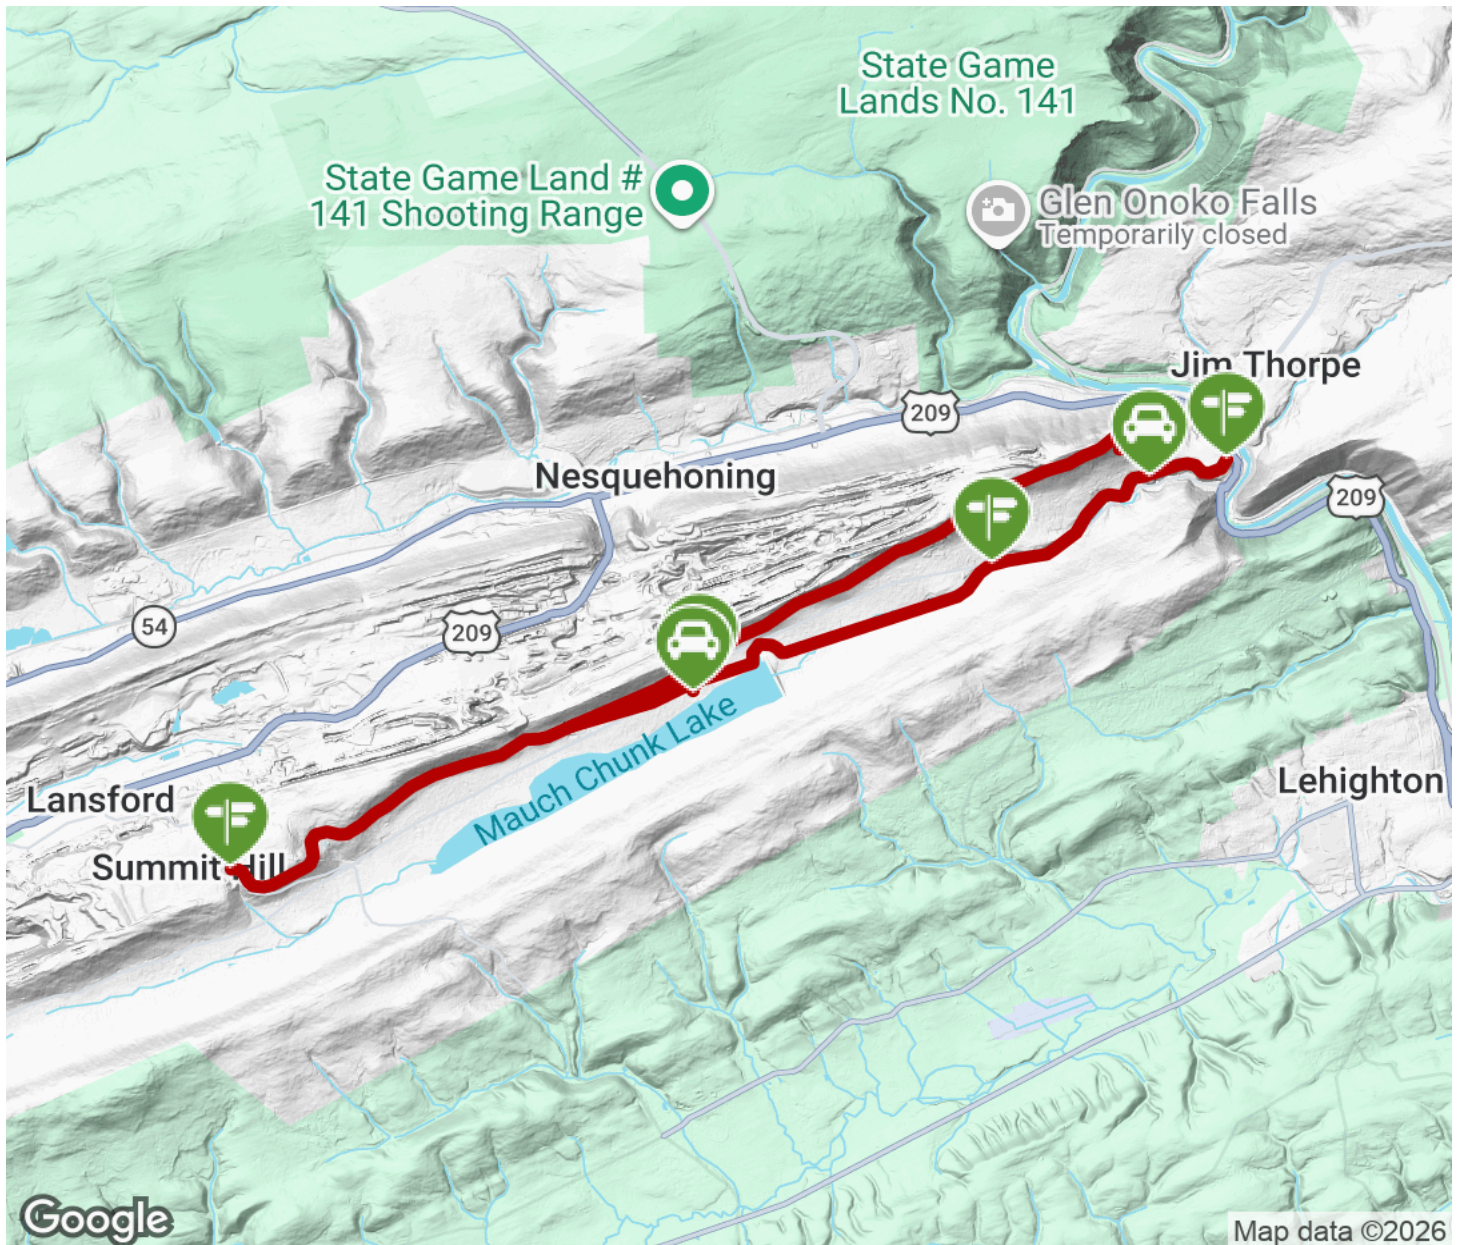 State Game
Lands No. 141
State Game Land #
141 Shooting Range
Glen Onoko Falls
Temporarily closed
Jim Thorpe
209
Nesquehoning
209
54
209
Mauch Chunk Lake
Lansford
Lehighton
Summit Hill
Google
Map data ©2026